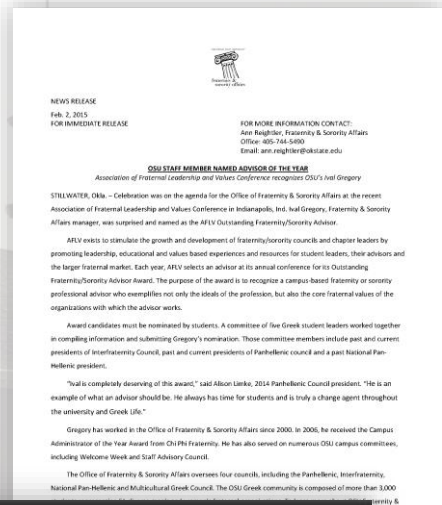 fraternity &
sorority affairs
NEWS RELEASE
Feb. 2, 2015
FOR IMMEDIATE RELEASE
FOR MORE INFORMATION CONTACT:
Ann Reightler, Fraternity & Sorority Affairs
Office: 405-744-5490
Email: ann.reightler@okstate.edu
OSU STAFF MEMBER NAMED ADVISOR OF THE YEAR
Association of Fraternal Leadership and Values Conference recognizes OSU's Ival Gregory
STILLWATER, Okla. – Celebration was on the agenda for the Office of Fraternity & Sorority Affairs at the recent
Association of Fraternal Leadership and Values Conference in Indianapolis, Ind. Ival Gregory, Fraternity & Sorority
Affairs manager, was surprised and named as the AFLV Outstanding Fraternity/Sorority Advisor.
AFLV exists to stimulate the growth and development of fraternity/sorority councils and chapter leaders by
promoting leadership, educational and values based experiences and resources for student leaders, their advisors and
the larger fraternal market. Each year, AFLV selects an advisor at its annual conference for its Outstanding
Fraternity/Sorority Advisor Award. The purpose of the award is to recognize a campus-based fraternity or sorority
professional advisor who exemplifies not only the ideals of the profession, but also the core fraternal values of the
organizations with which the advisor works.
Award candidates must be nominated by students. A committee of five Greek student leaders worked together
in compiling information and submitting Gregory's nomination. Those committee members include past and current
presidents of Interfraternity Council, past and current presidents of Panhellenic council and a past National Pan-
Hellenic president.
"Ival is completely deserving of this award," said Alison Limke, 2014 Panhellenic Council president. "He is an
example of what an advisor should be. He always has time for students and is truly a change agent throughout
the university and Greek Life."
Gregory has worked in the Office of Fraternity & Sorority Affairs since 2000. In 2006, he received the Campus
Administrator of the Year Award from Chi Phi Fraternity. He has also served on numerous OSU campus committees,
including Welcome Week and Staff Advisory Council.
The Office of Fraternity & Sorority Affairs oversees four councils, including the Panhellenic, Interfraternity,
National Pan-Hellenic and Multicultural Greek Council. The OSU Greek community is composed of more than 3,000